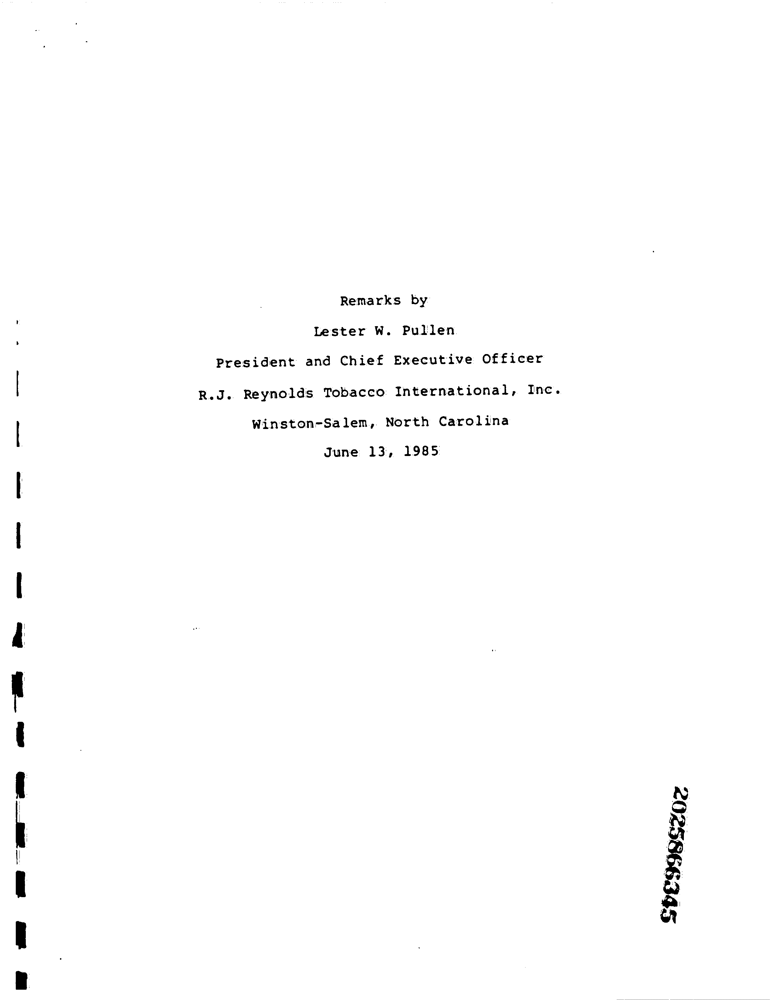 Remarks by
Lester W. Pullen
President and Chief Executive Officer
R.J. Reynolds Tobacco International, Inc.
Winston-Salem, North Carolina
June 13, 1985
2025866345